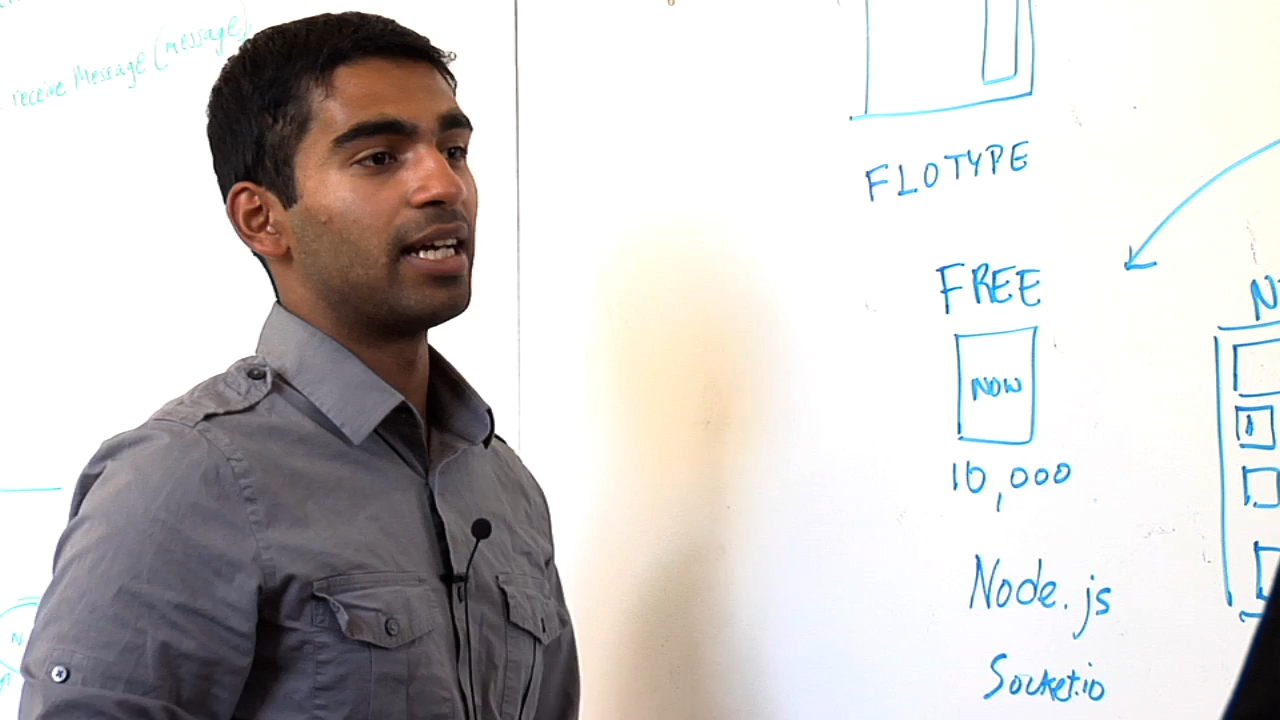 receive Message (message)
FLOTYPE
FREE
NOW
10,000
Node.js
Socket.io
N